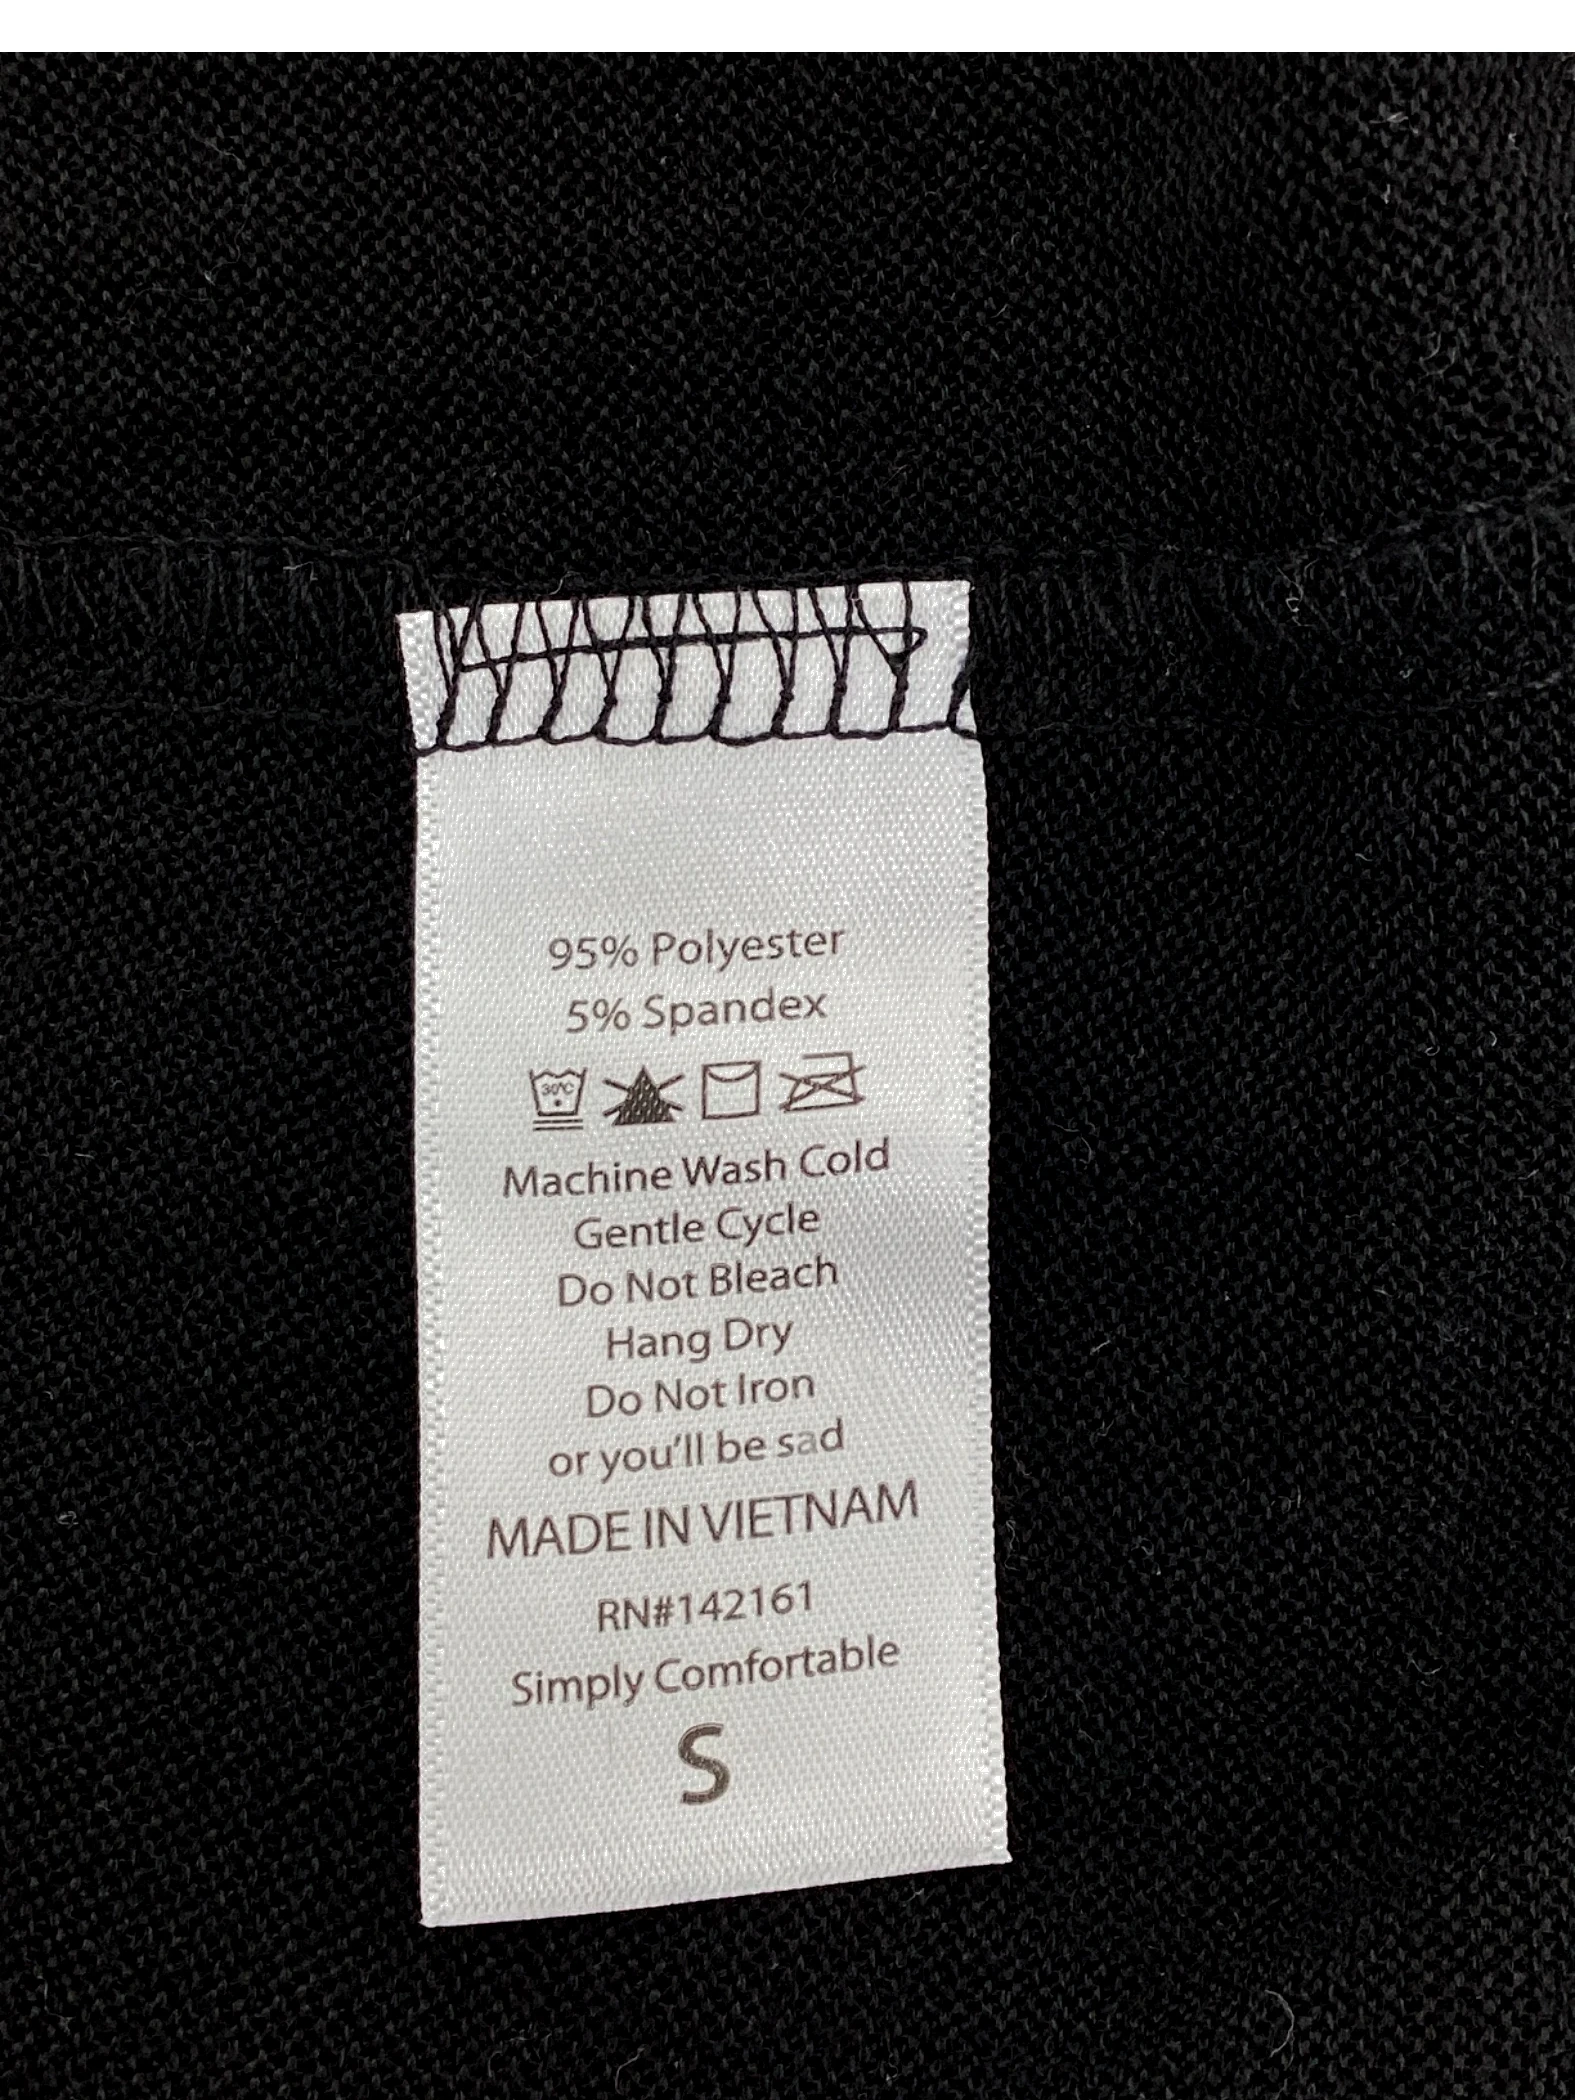 95% Polyester
5% Spandex
30°C
Machine Wash Cold
Gentle Cycle
Do Not Bleach
Hang Dry
Do Not Iron
or you'll be sad
MADE IN VIETNAM
RN#142161
Simply Comfortable
S